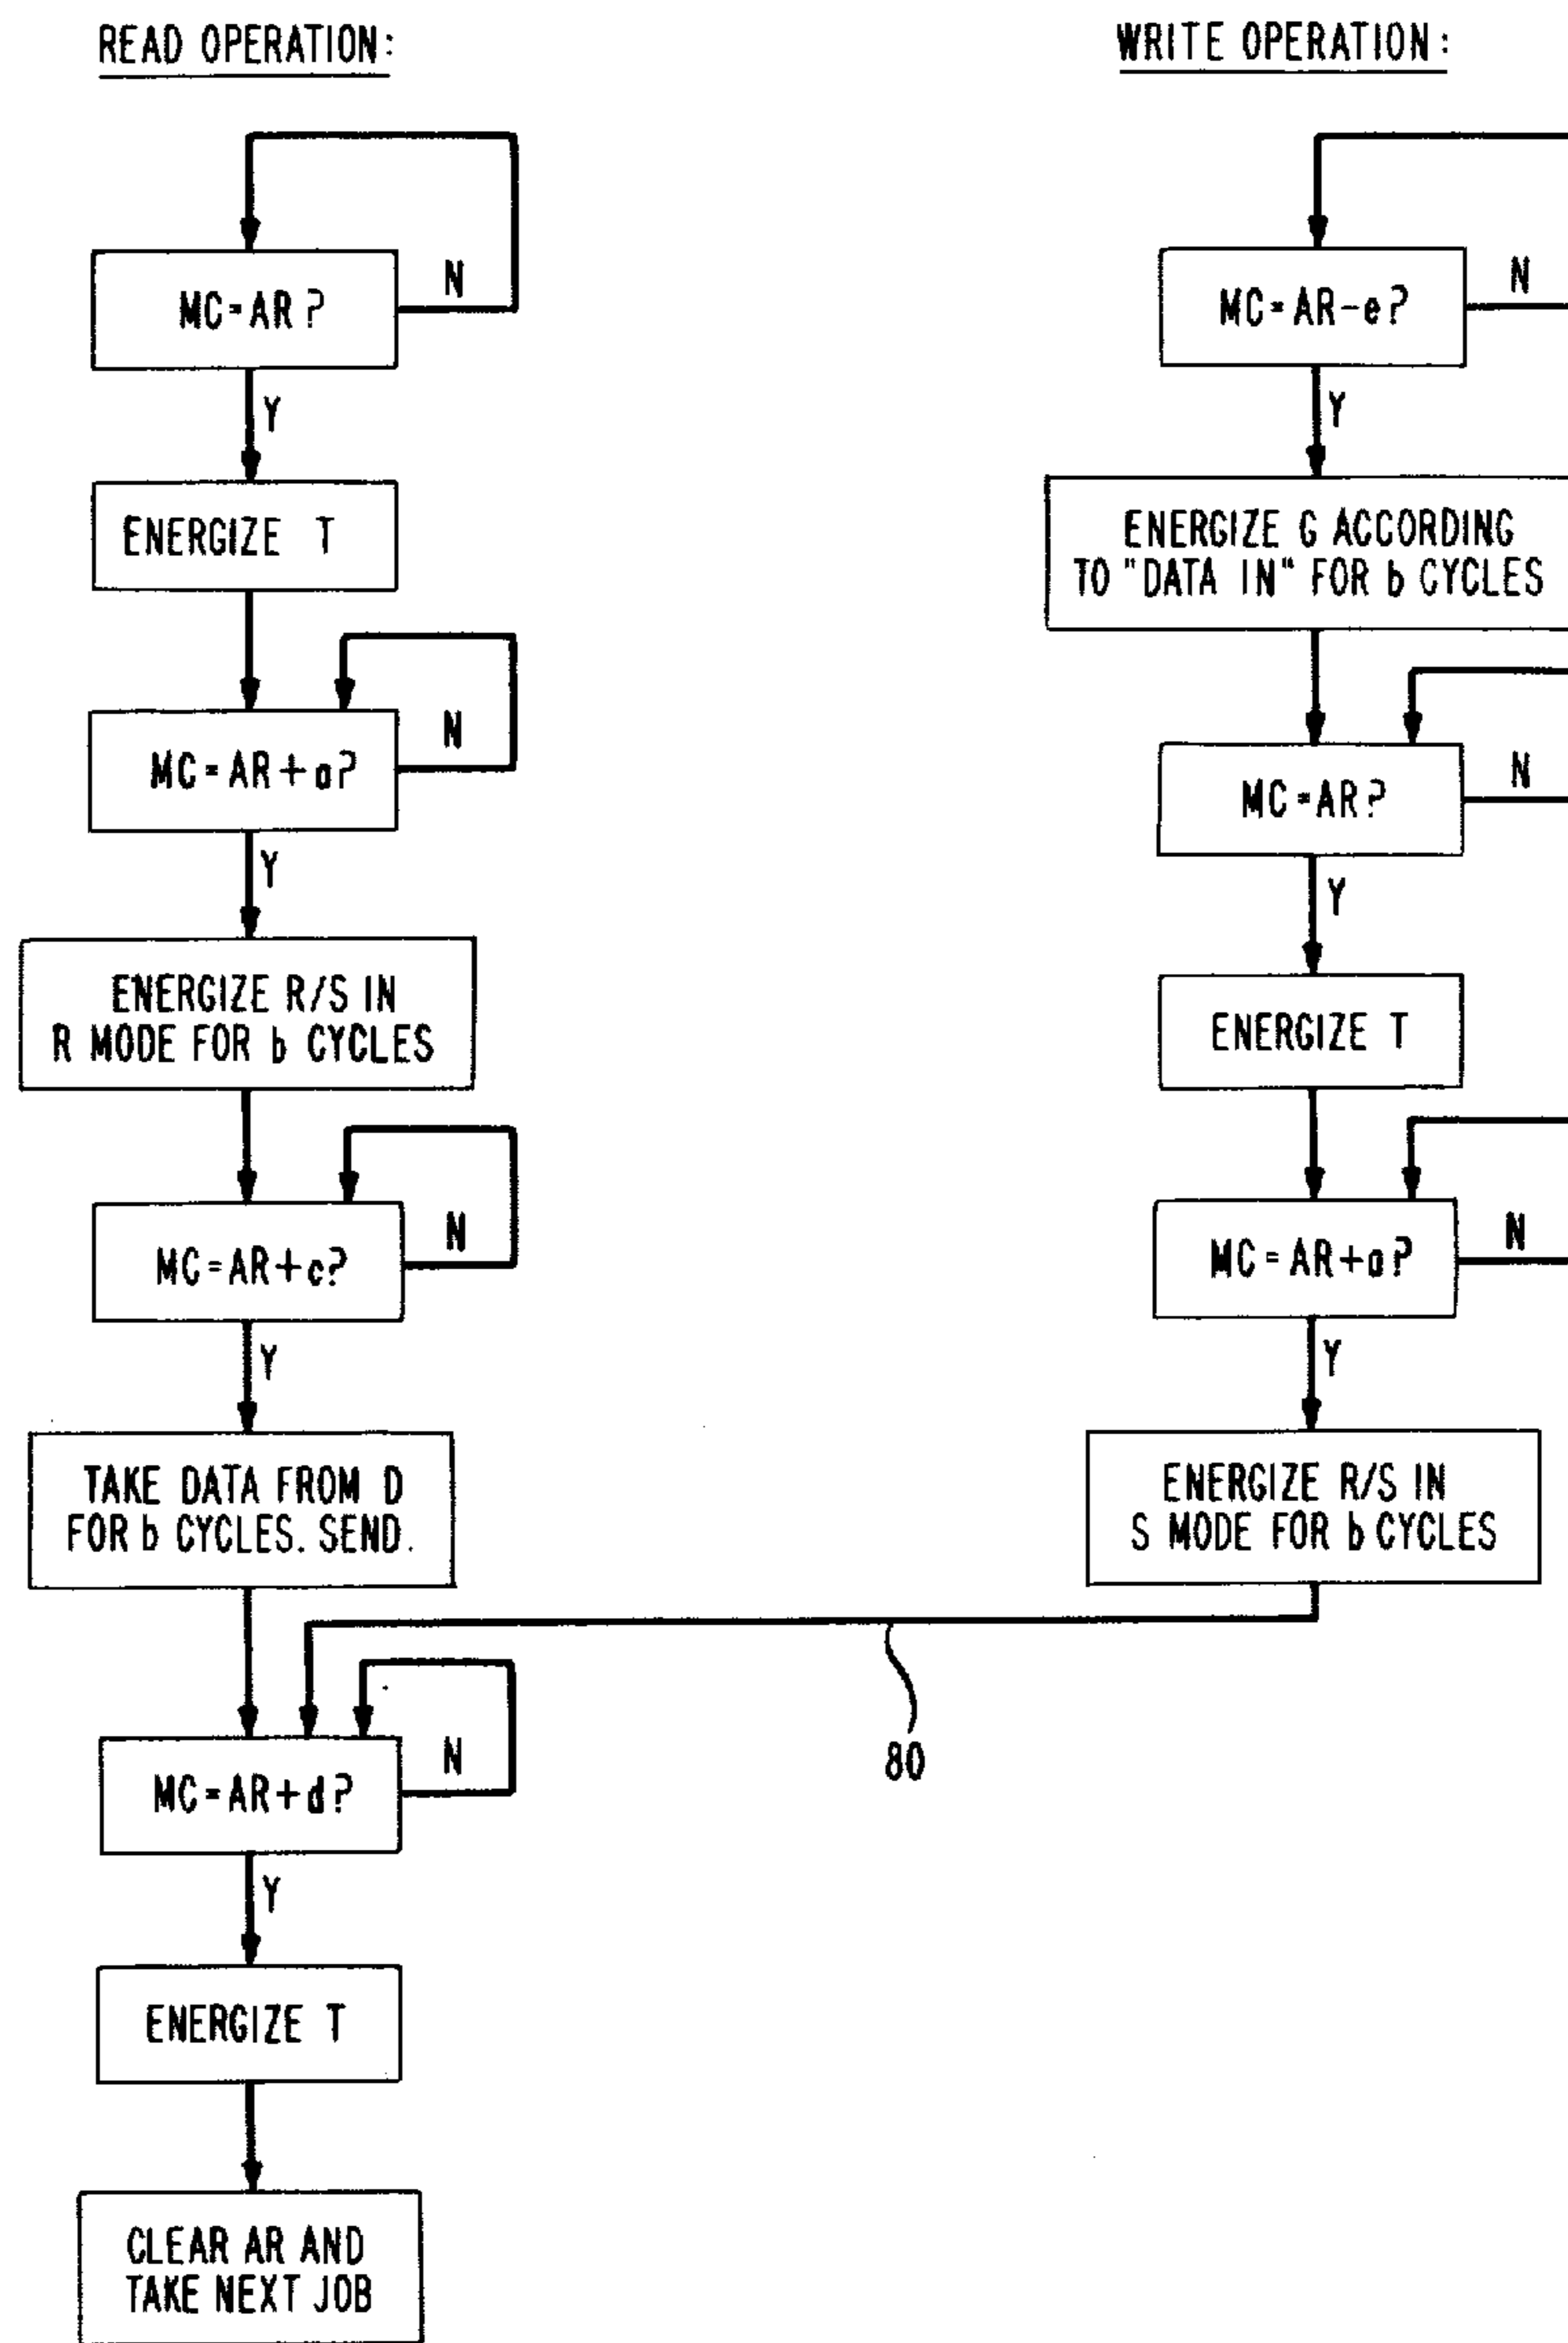 READ OPERATION:
MC=AR?
N
Y
ENERGIZE T
MC=AR+a?
N
Y
ENERGIZE R/S IN
R MODE FOR b CYCLES
MC=AR+c?
N
Y
TAKE DATA FROM D
FOR b CYCLES. SEND.
MC=AR+d?
N
Y
ENERGIZE T
CLEAR AR AND
TAKE NEXT JOB
WRITE OPERATION:
MC=AR-e?
N
Y
ENERGIZE G ACCORDING
TO "DATA IN" FOR b CYCLES
MC=AR?
N
Y
ENERGIZE T
MC=AR+a?
N
Y
ENERGIZE R/S IN
S MODE FOR b CYCLES
80